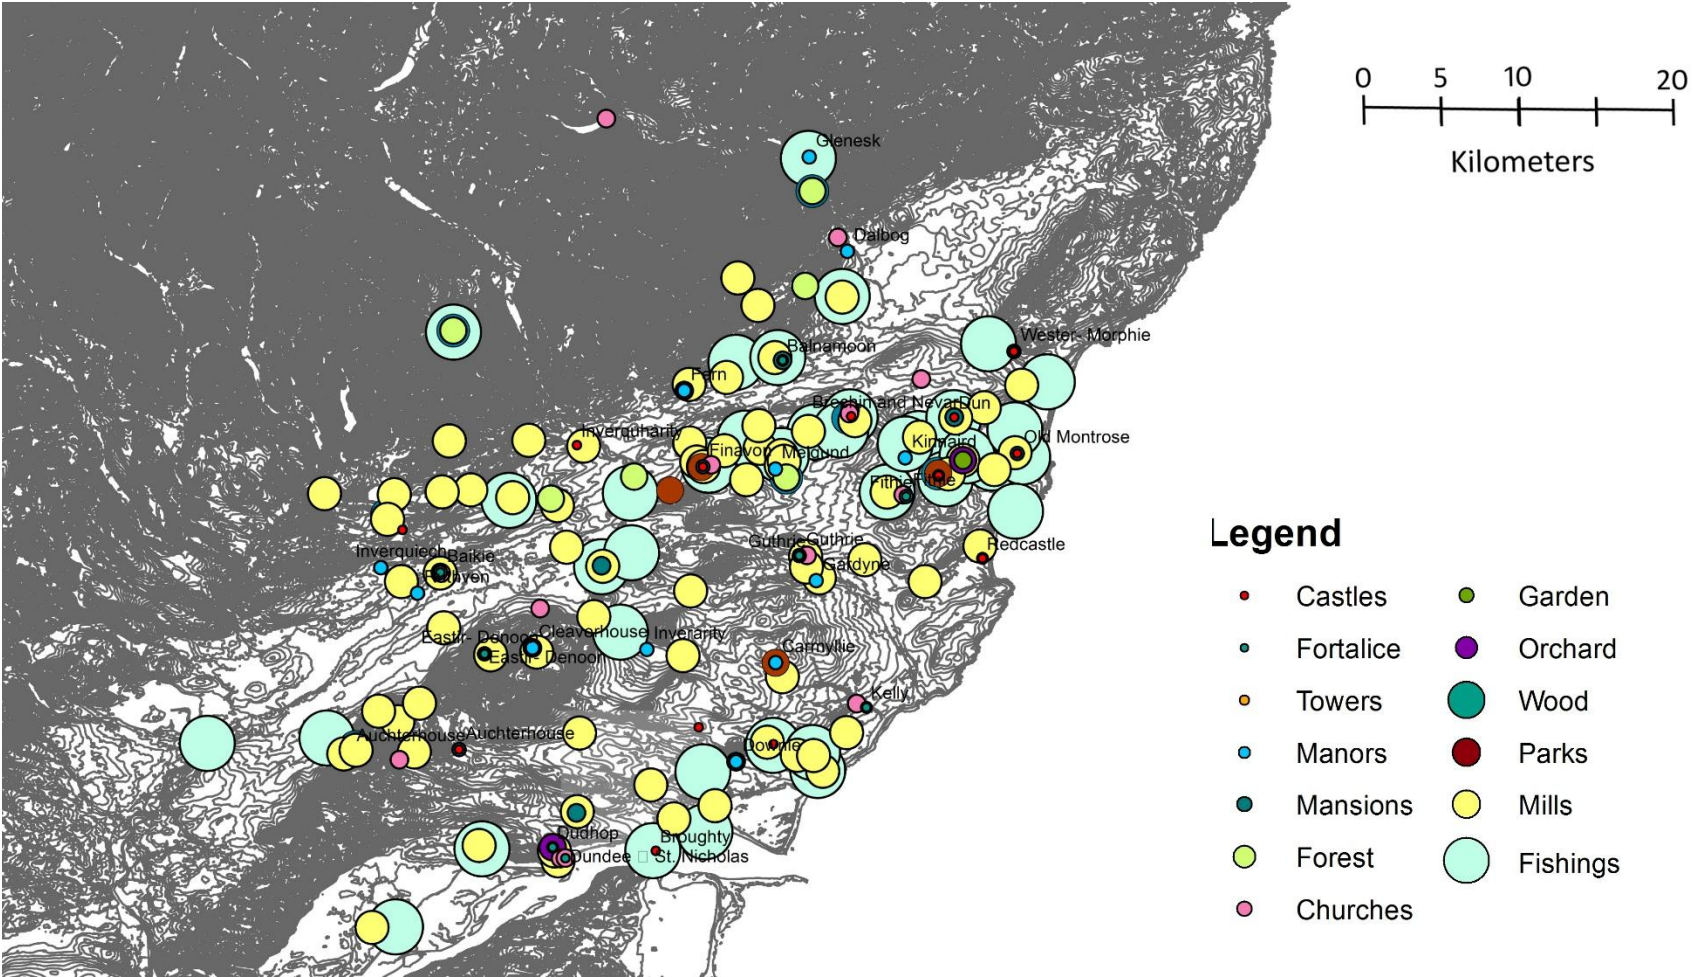 0 5 10 20
Kilometers
Glenesk
Dalbog
Wester- Morphie
Balnamoon
Fern
Brechin and Nevar
Dun
Inverquharity
Finavon
Melgund
Kinnaird
Old Montrose
Fithie
Fithie
Guthrie
Guthrie
Redcastle
Gardyne
Inverquiech
Baikie
Ruthven
Eastir- Denoon
Cleaverhouse
Inverarity
Eastir- Denoon
Carmyllie
Kelly
Auchterhouse
Auchterhouse
Downie
Dudhop
Broughty
Dundee □ St. Nicholas
Legend
Castles
Fortalice
Towers
Manors
Mansions
Forest
Churches
Garden
Orchard
Wood
Parks
Mills
Fishings